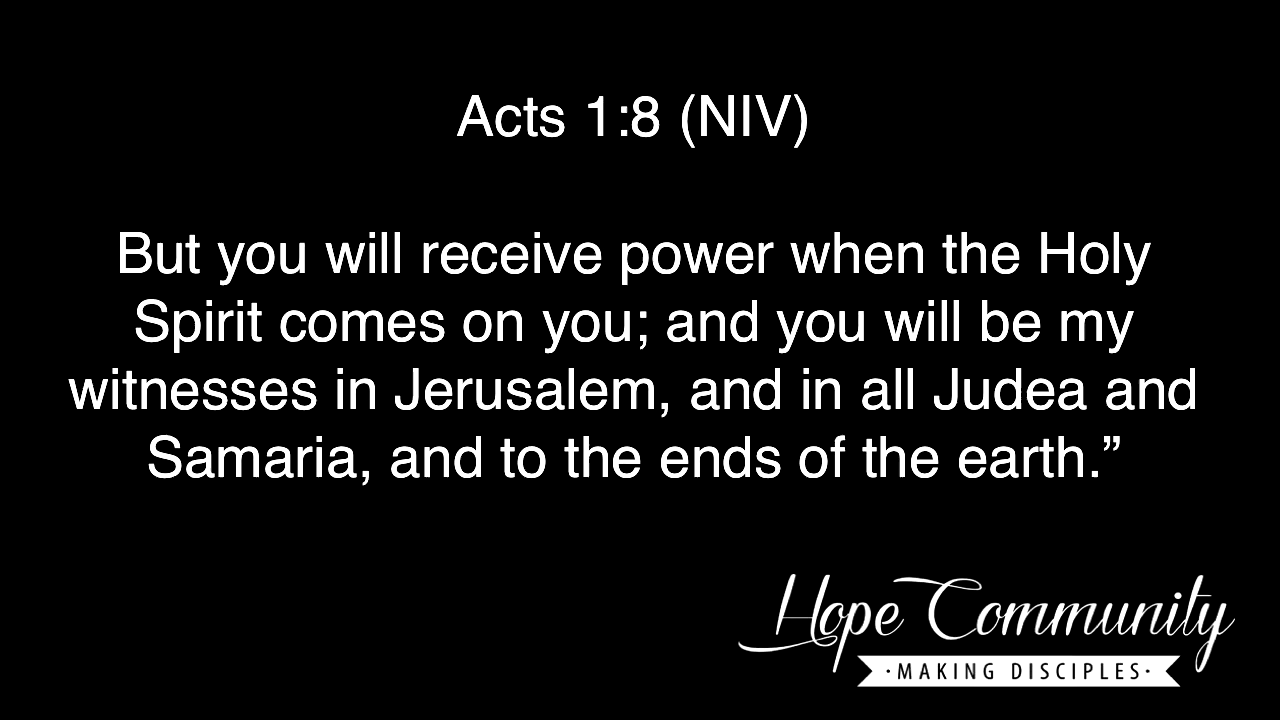 Acts 1:8 (NIV)
But you will receive power when the Holy
Spirit comes on you; and you will be my
witnesses in Jerusalem, and in all Judea and
Samaria, and to the ends of the earth.”
Hope Community
·MAKING DISCIPLES·